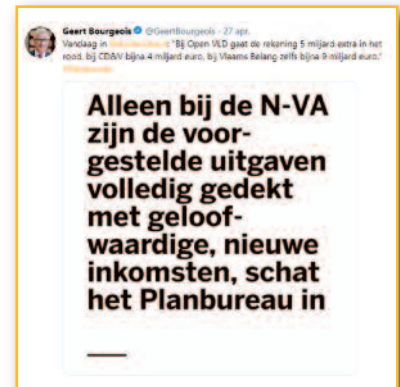 Geert Bourgeois @GeertBourgeois - 27 apr.
Vandaag in "Bij Open VLD gaat de rekening 5 miljard extra in het
rood, bij CD&V bijna 4 miljard euro, bij Vlaams Belang zelfs bijna 9 miljard euro."
Alleen bij de N-VA
zijn de voor-
gestelde uitgaven
volledig gedekt
met geloof-
waardige, nieuwe
inkomsten, schat
het Planbureau in